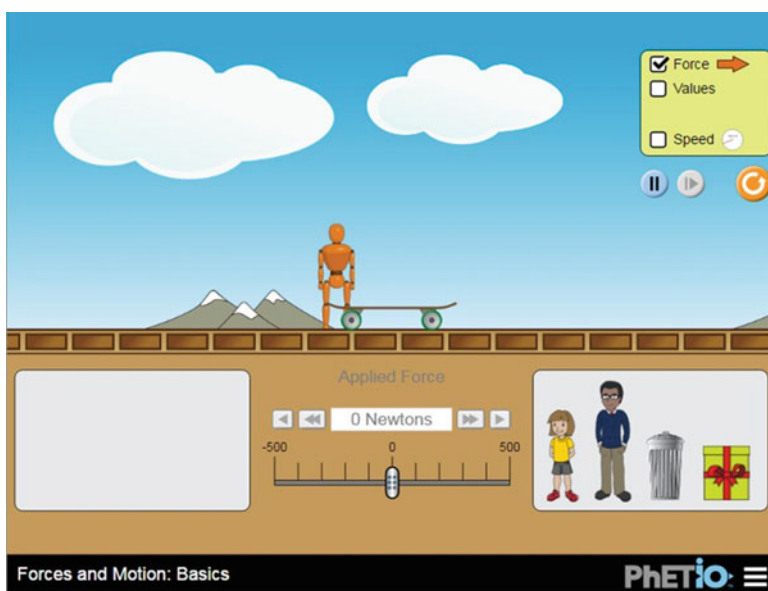 Force
Values
Speed
Applied Force
0 Newtons
-500 0 500
Forces and Motion: Basics
PhETiO